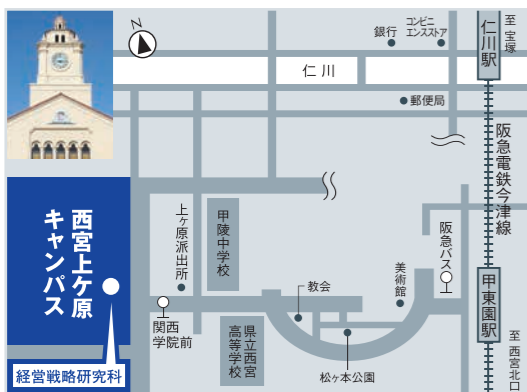 N
銀行
コンビニ
エンスストア
仁川駅
至
宝
塚
仁川
郵便局
阪急電鉄今津線
西宮上ケ原
キャンパス
上ケ原派出所
甲陵中学校
阪急バス
美術館
教会
甲東園駅
関西
学院前
県立西宮
高等学校
松ヶ本公園
至
西宮北口
経営戦略研究科